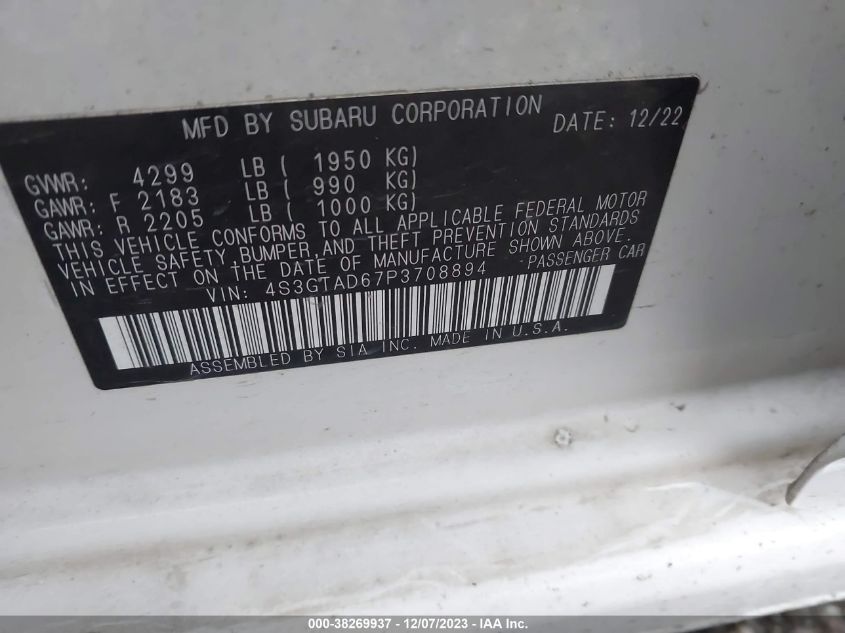 MFD BY SUBARU CORPORATION DATE: 12/22
GVWR: 4299 LB ( 1950 KG)
GAWR: F 2183 LB ( 990 KG)
GAWR: R 2205 LB ( 1000 KG)
THIS VEHICLE CONFORMS TO ALL APPLICABLE FEDERAL MOTOR
VEHICLE SAFETY,BUMPER,AND THEFT PREVENTION STANDARDS
IN EFFECT ON THE DATE OF MANUFACTURE SHOWN ABOVE.
VIN: 4S3GTAD67P3708894 PASSENGER CAR
ASSEMBLED BY SIA INC. MADE IN U.S.A.
000-38269937 - 12/07/2023 - IAA Inc.